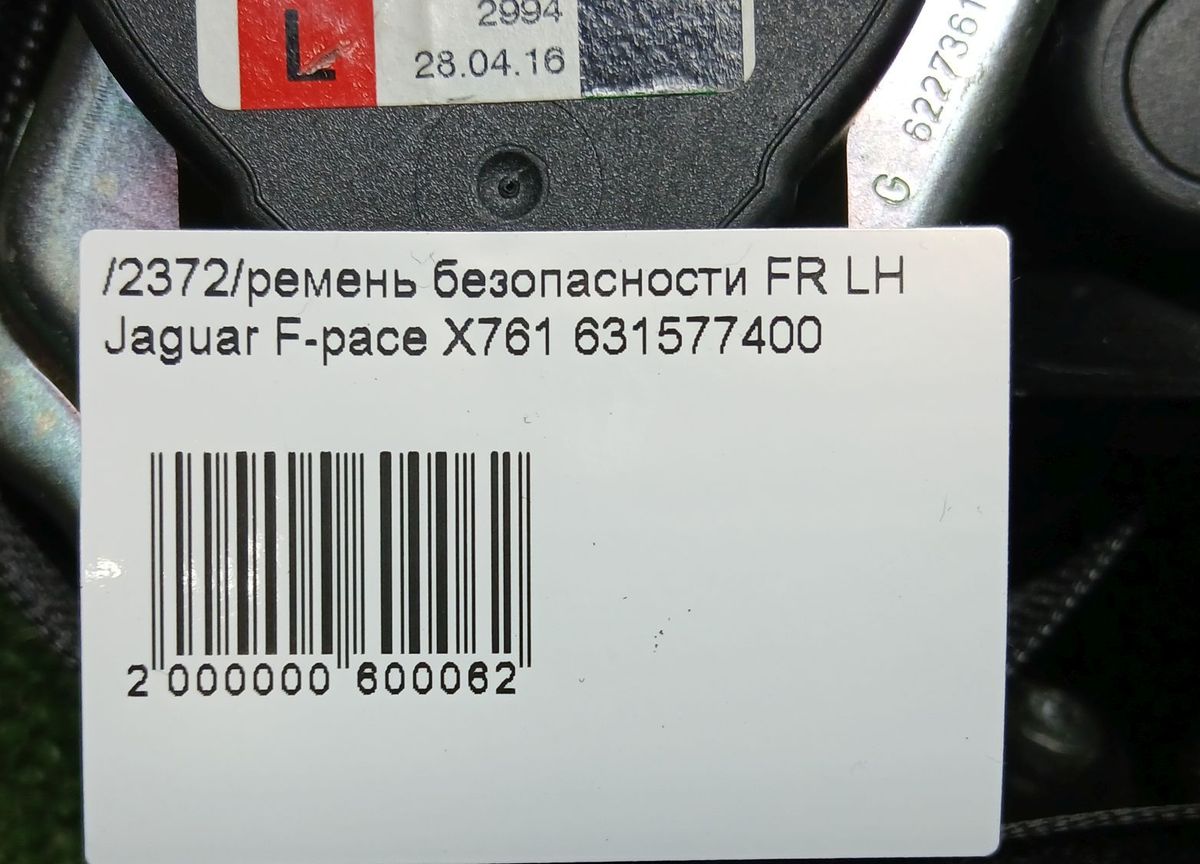 L
2994
28.04.16
G 6227361
/2372/ремень безопасности FR LH
Jaguar F-pace X761 631577400
2 000000 600062